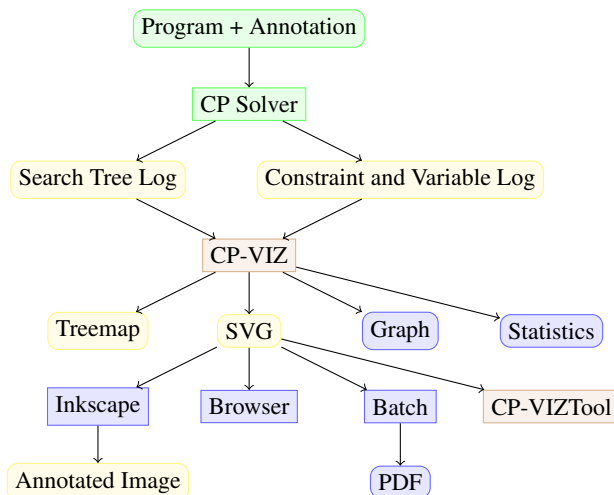 Program + Annotation
CP Solver
Search Tree Log
Constraint and Variable Log
CP-VIZ
Treemap
SVG
Graph
Statistics
Inkscape
Browser
Batch
CP-VIZTool
Annotated Image
PDF